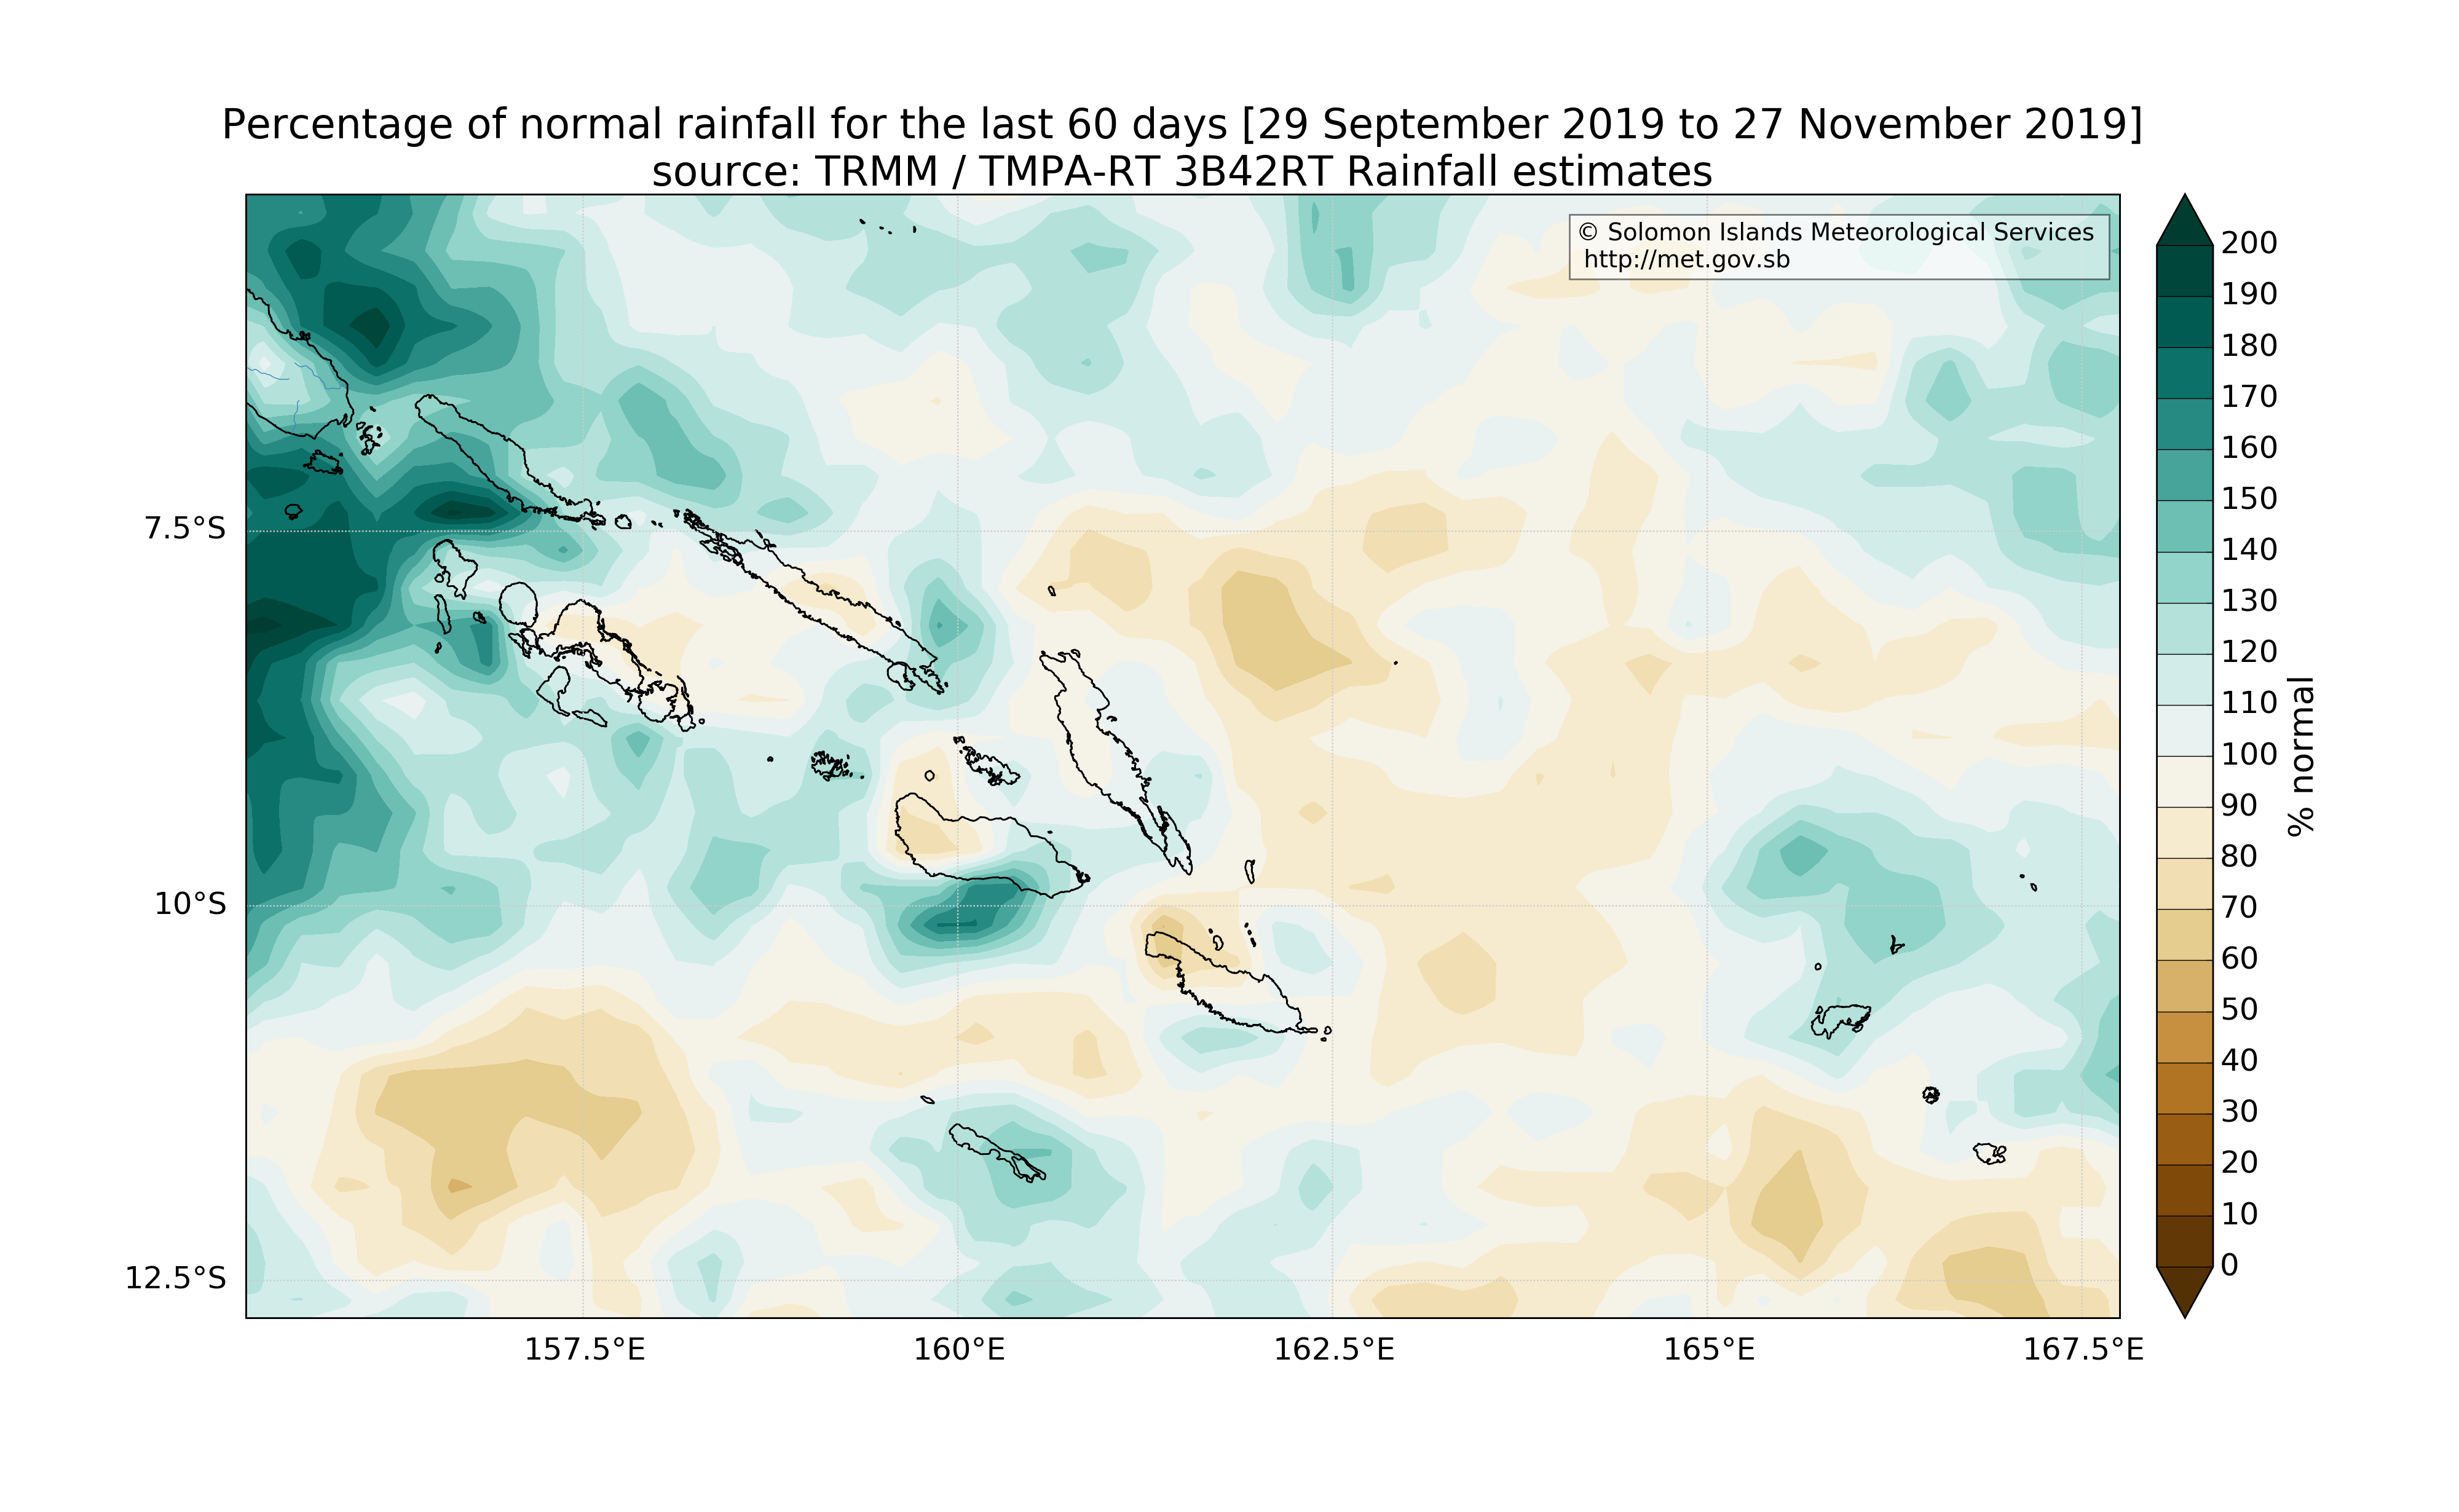 Percentage of normal rainfall for the last 60 days [29 September 2019 to 27 November 2019]
source: TRMM / TMPA-RT 3B42RT Rainfall estimates
© Solomon Islands Meteorological Services
http://met.gov.sb
7.5°S
10°S
12.5°S
157.5°E
160°E
162.5°E
165°E
167.5°E
200
190
180
170
160
150
140
130
120
110
100
90
80
70
60
50
40
30
20
10
0
% normal